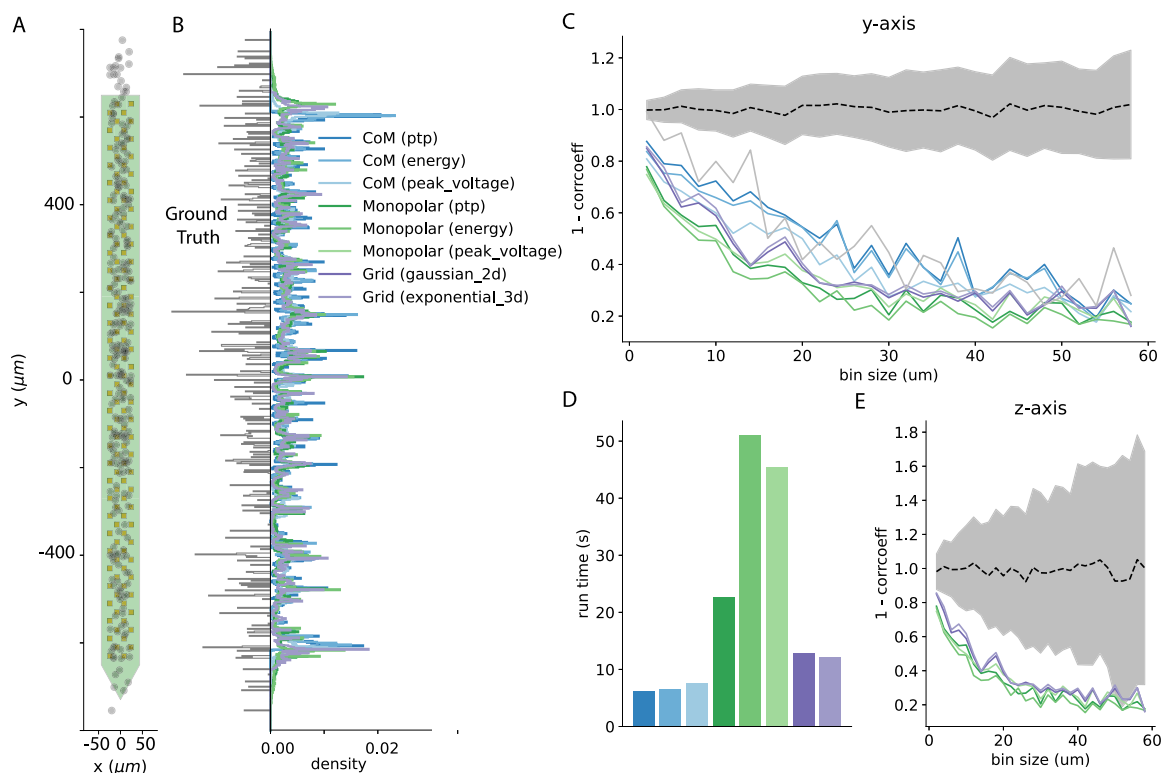 A
B
C
y-axis
400
0
-400
y (μm)
-50 0 50
x (μm)
Ground
Truth
CoM (ptp)
CoM (energy)
CoM (peak_voltage)
Monopolar (ptp)
Monopolar (energy)
Monopolar (peak_voltage)
Grid (gaussian_2d)
Grid (exponential_3d)
0.00 0.02
density
1.2
1.0
0.8
0.6
0.4
0.2
1 - corrcoeff
0 10 20 30 40 50 60
bin size (um)
D
50
40
30
20
10
0
run time (s)
E
z-axis
1.8
1.6
1.4
1.2
1.0
0.8
0.6
0.4
0.2
1 - corrcoeff
0 20 40 60
bin size (um)